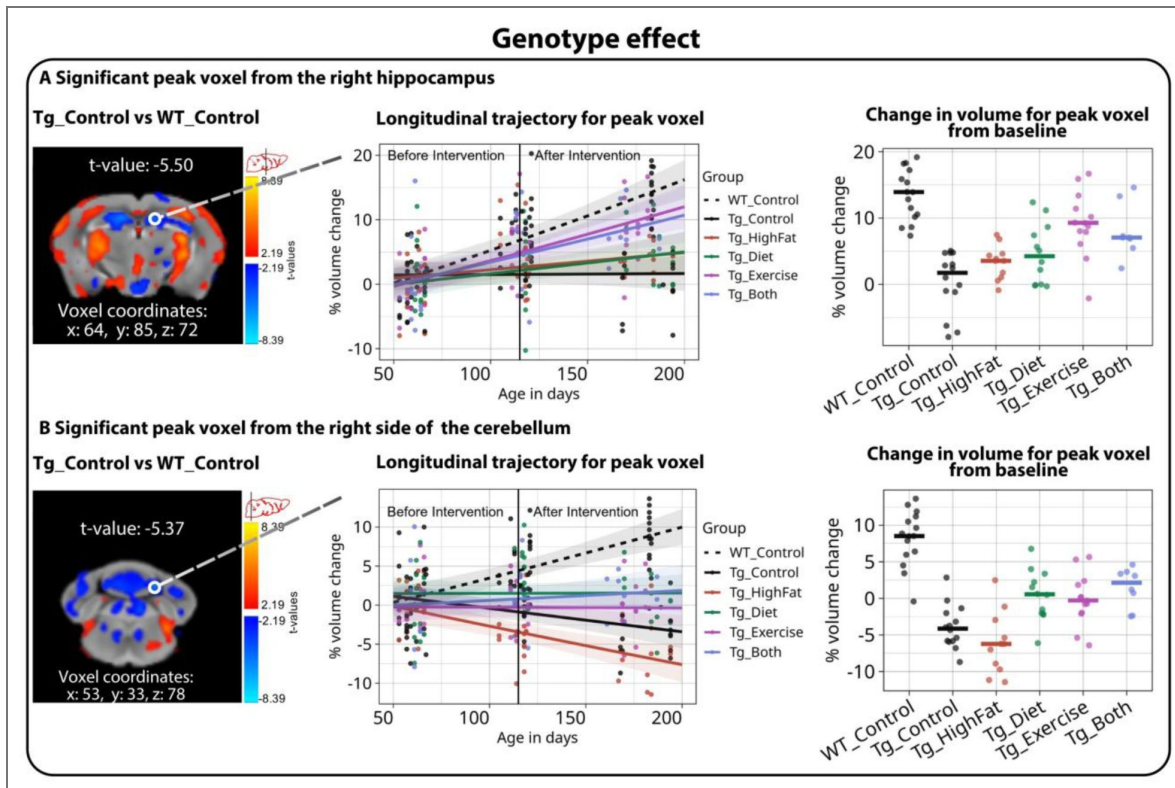 Genotype effect
A Significant peak voxel from the right hippocampus
Tg_Control vs WT_Control
t-value: -5.50
Voxel coordinates:
x: 64, y: 85, z: 72
8.39
2.19
-2.19
-8.39
t-values
Longitudinal trajectory for peak voxel
Before Intervention
After Intervention
% volume change
20
10
0
-10
50
100
150
200
Age in days
Group
WT_Control
Tg_Control
Tg_HighFat
Tg_Diet
Tg_Exercise
Tg_Both
Change in volume for peak voxel
from baseline
% volume change
20
10
0
WT_Control
Tg_Control
Tg_HighFat
Tg_Diet
Tg_Exercise
Tg_Both
B Significant peak voxel from the right side of the cerebellum
Tg_Control vs WT_Control
t-value: -5.37
Voxel coordinates:
x: 53, y: 33, z: 78
8.39
2.19
-2.19
-8.39
t-values
Longitudinal trajectory for peak voxel
Before Intervention
After Intervention
% volume change
10
5
0
-5
-10
50
100
150
200
Age in days
Group
WT_Control
Tg_Control
Tg_HighFat
Tg_Diet
Tg_Exercise
Tg_Both
Change in volume for peak voxel
from baseline
% volume change
10
5
0
-5
-10
WT_Control
Tg_Control
Tg_HighFat
Tg_Diet
Tg_Exercise
Tg_Both